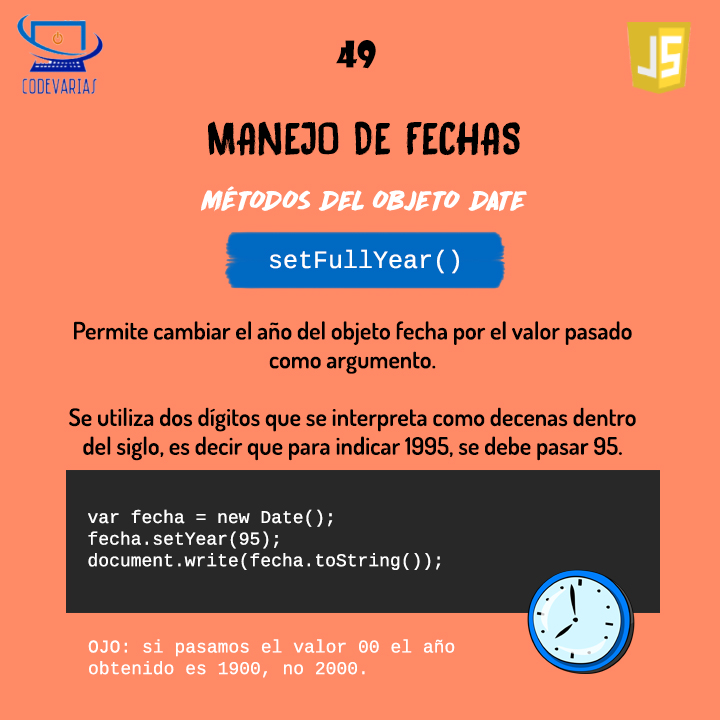 CODEVARIAS
49
JS
MANEJO DE FECHAS
MÉTODOS DEL OBJETO DATE
setFullYear()
Permite cambiar el año del objeto fecha por el valor pasado
como argumento.
Se utiliza dos dígitos que se interpreta como decenas dentro
del siglo, es decir que para indicar 1995, se debe pasar 95.
var fecha = new Date();
fecha.setYear(95);
document.write(fecha.toString());
OJO: si pasamos el valor 00 el año
obtenido es 1900, no 2000.